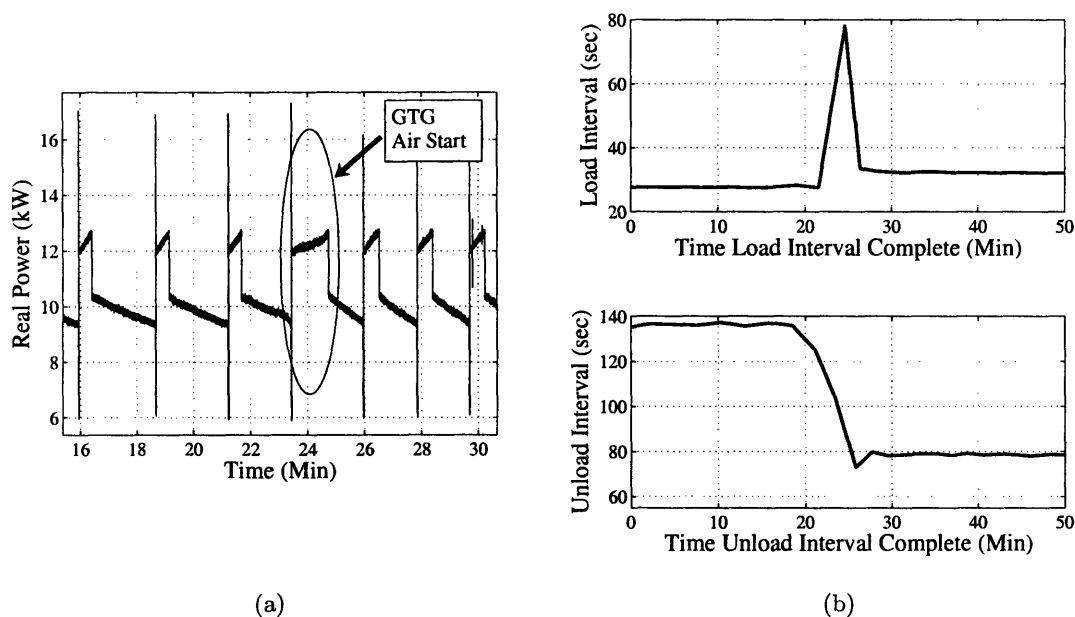 GTG
Air Start
Real Power (kW)
16
14
12
10
8
6
16 18 20 22 24 26 28 30
Time (Min)
(a)
Load Interval (sec)
80
60
40
20
0 10 20 30 40 50
Time Load Interval Complete (Min)
Unload Interval (sec)
140
120
100
80
60
0 10 20 30 40 50
Time Unload Interval Complete (Min)
(b)